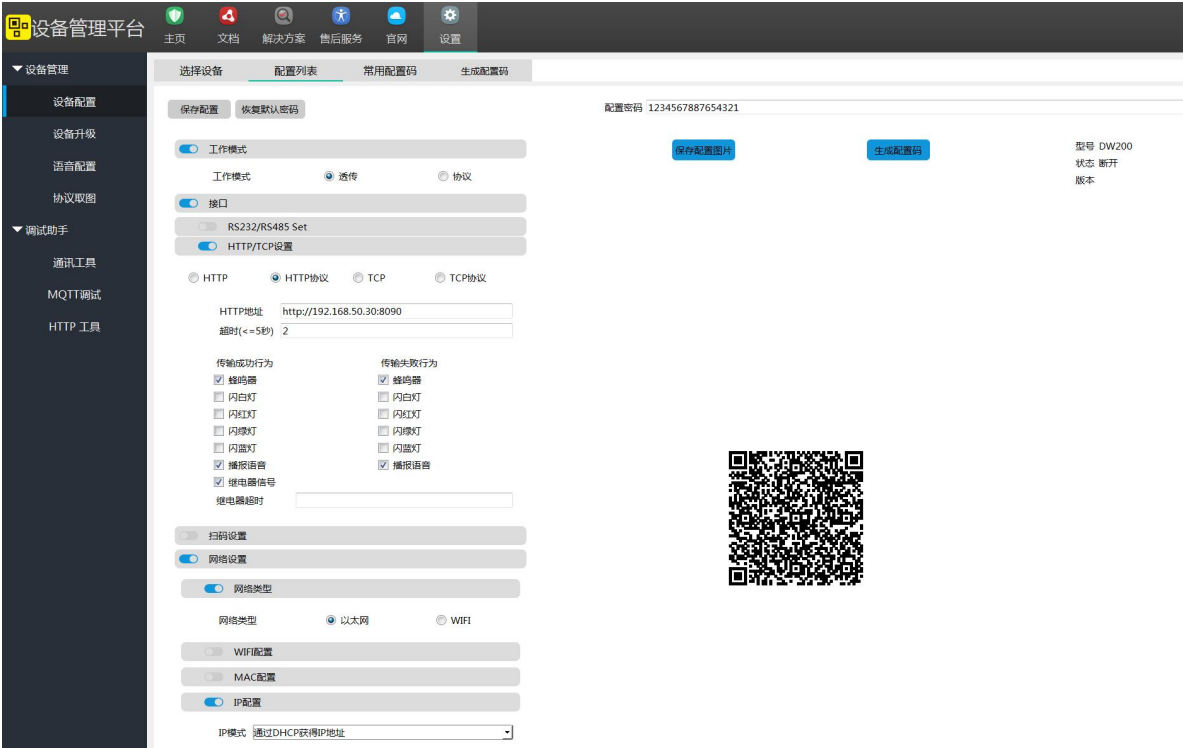 设备管理平台
主页
文档
解决方案
售后服务
官网
设置
设备管理
设备配置
设备升级
语音配置
协议取图
调试助手
通讯工具
MQTT调试
HTTP 工具
选择设备
配置列表
常用配置码
生成配置码
保存配置
恢复默认密码
配置密码 1234567887654321
工作模式
保存配置图片
生成配置码
型号 DW200
状态 断开
版本
工作模式 透传 协议
接口
RS232/RS485 Set
HTTP/TCP设置
HTTP HTTP协议 TCP TCP协议
HTTP地址 http://192.168.50.30:8090
超时(<=5秒) 2
传输成功行为 传输失败行为
蜂鸣器 蜂鸣器
闪白灯 闪白灯
闪红灯 闪红灯
闪绿灯 闪绿灯
闪蓝灯 闪蓝灯
播报语音 播报语音
继电器信号
继电器超时
扫码设置
网络设置
网络类型
网络类型 以太网 WIFI
WIFI配置
MAC配置
IP配置
IP模式 通过DHCP获得IP地址